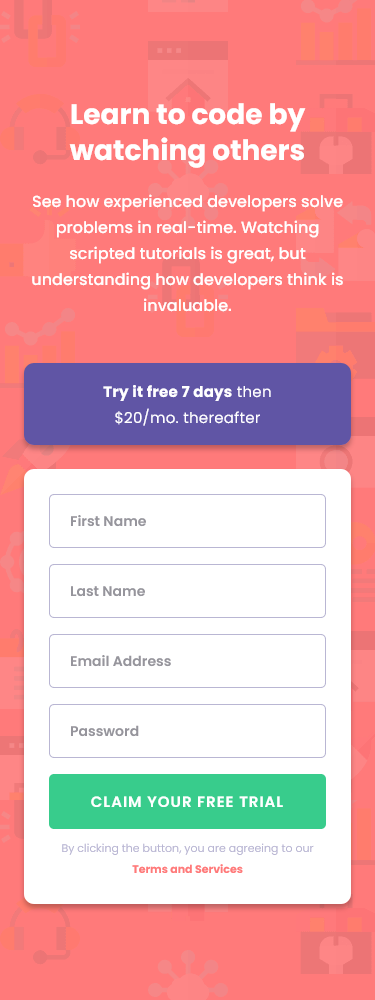 Learn to code by
watching others
See how experienced developers solve
problems in real-time. Watching
scripted tutorials is great, but
understanding how developers think is
invaluable.
Try it free 7 days then
$20/mo. thereafter
First Name
Last Name
Email Address
Password
CLAIM YOUR FREE TRIAL
By clicking the button, you are agreeing to our
Terms and Services